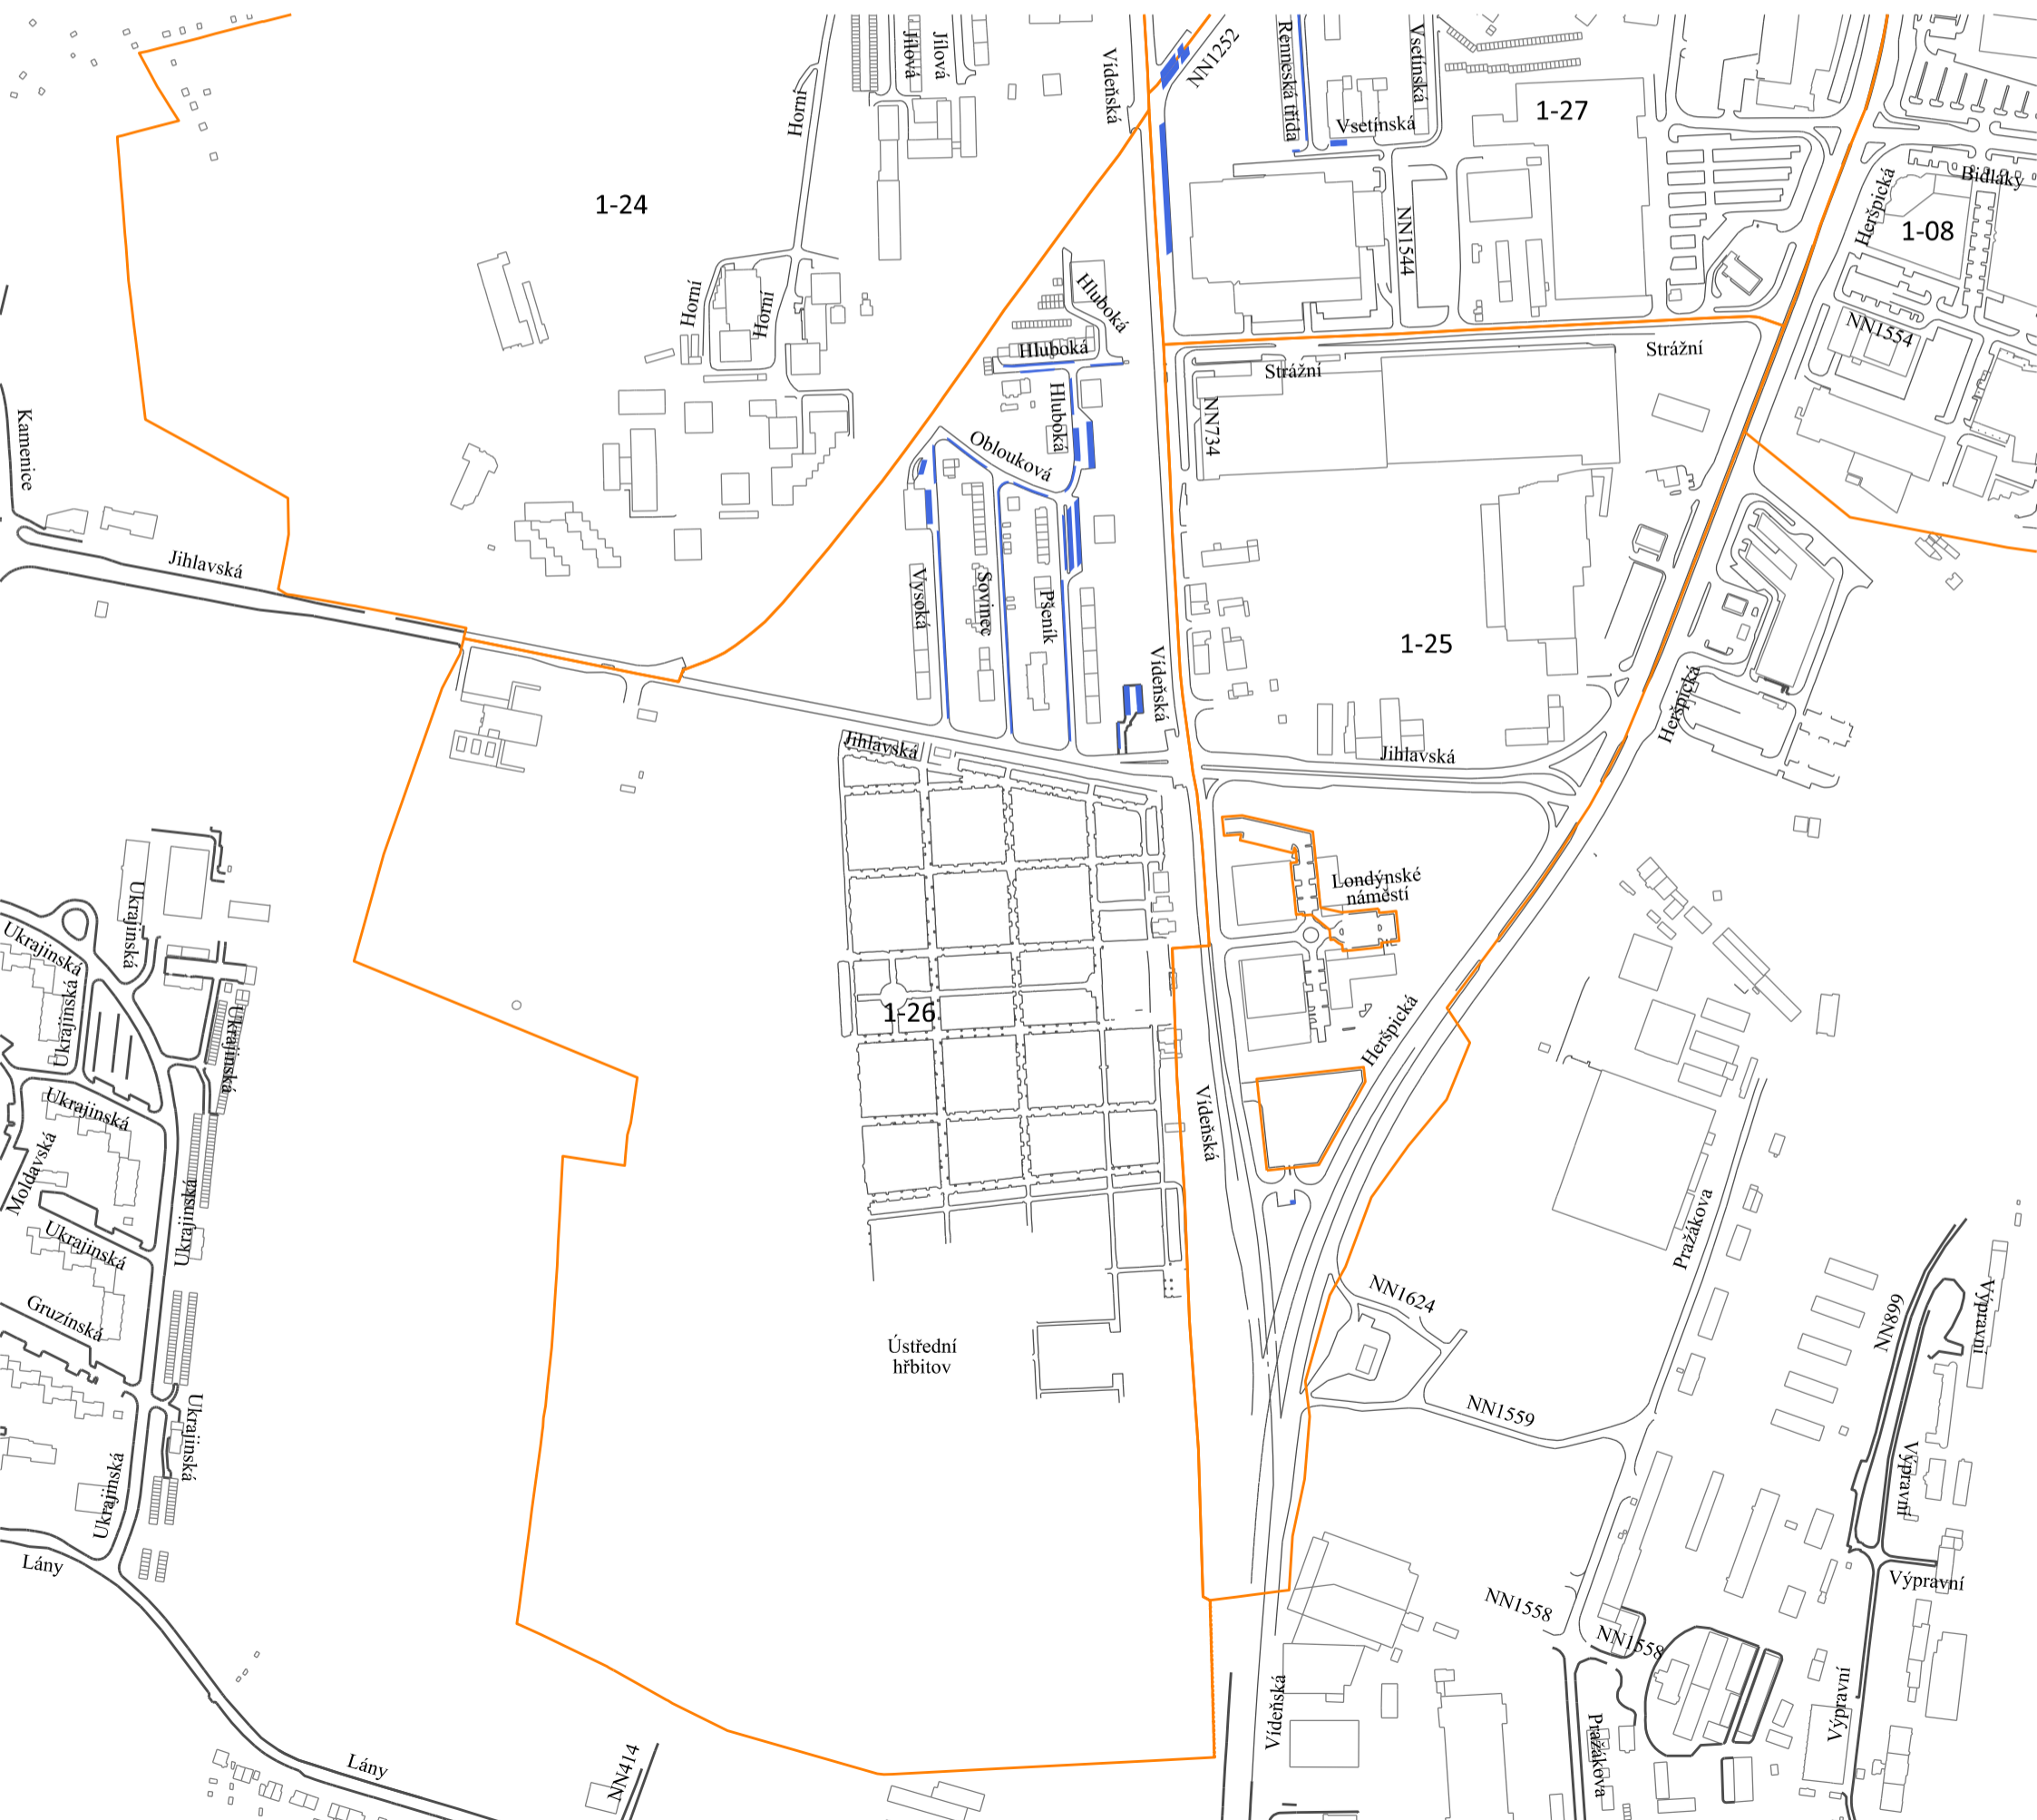 Jílová
Jílová
Vídeňská
NN1252
Renneská třída
Vsetínská
Vsetínská
1-27
Horní
1-24
Bidláky
Heršpická
1-08
NN1544
Horní
Horní
Hluboká
Hluboká
Hluboká
NN1554
Strážní
Strážní
NN734
Kamenice
Oblouková
Jihlavská
Vysoká
Sovinec
Pšeník
Vídeňská
1-25
Heršpická
Jihlavská
Jihlavská
Londýnské
náměstí
Ukrajinská
Ukrajinská
Ukrajinská
Ukrajinská
1-26
Heršpická
Ukrajinská
Moldavská
Vídeňská
Ukrajinská
Ukrajinská
Pražákova
Gruzínská
NN1624
NN899
Výpravní
Ústřední
hřbitov
Ukrajinská
NN1559
Ukrajinská
Výpravní
Lány
Výpravní
NN1558
NN1558
Vídeňská
Výpravní
Pražákova
Lány
NN414